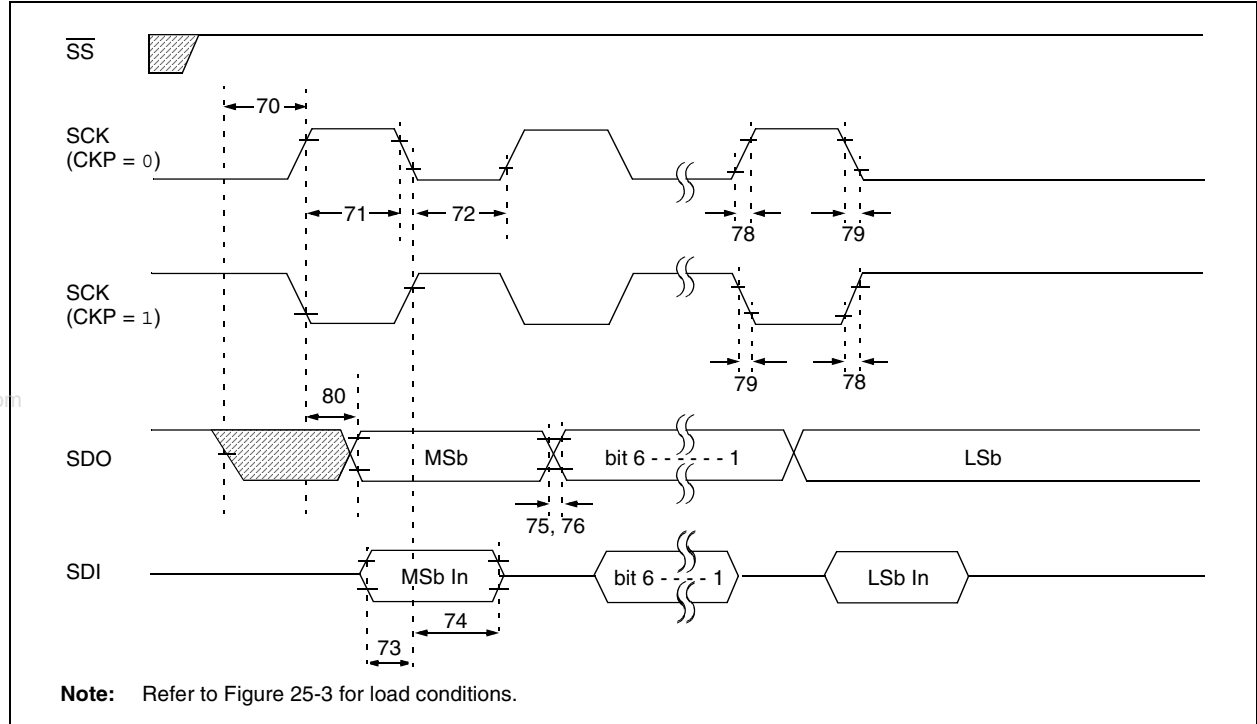 SS
70
SCK
(CKP = 0)
71
72
78
79
SCK
(CKP = 1)
79
78
80
om
SDO
MSb
bit 6 - - - - - - 1
LSb
75, 76
SDI
MSb In
bit 6 - - - - - 1
LSb In
74
73
Note: Refer to Figure 25-3 for load conditions.